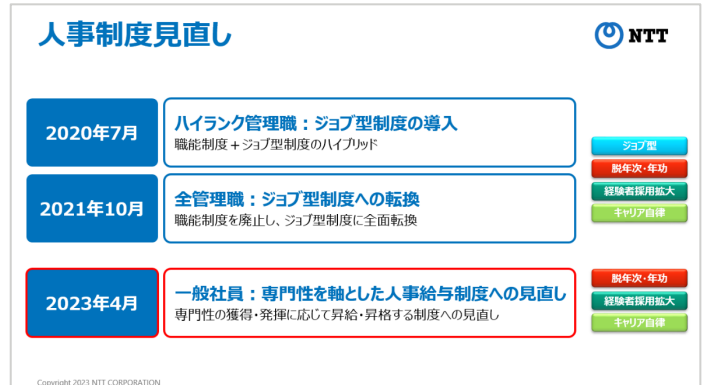 人事制度見直し
NTT
2020年7月
ハイランク管理職：ジョブ型制度の導入
職能制度＋ジョブ型制度のハイブリッド
2021年10月
全管理職：ジョブ型制度への転換
職能制度を廃止し、ジョブ型制度に全面転換
ジョブ型
脱年次・年功
経験者採用拡大
キャリア自律
2023年4月
一般社員：専門性を軸とした人事給与制度への見直し
専門性の獲得・発揮に応じて昇給・昇格する制度への見直し
脱年次・年功
経験者採用拡大
キャリア自律
Copyright 2023 NTT CORPORATION